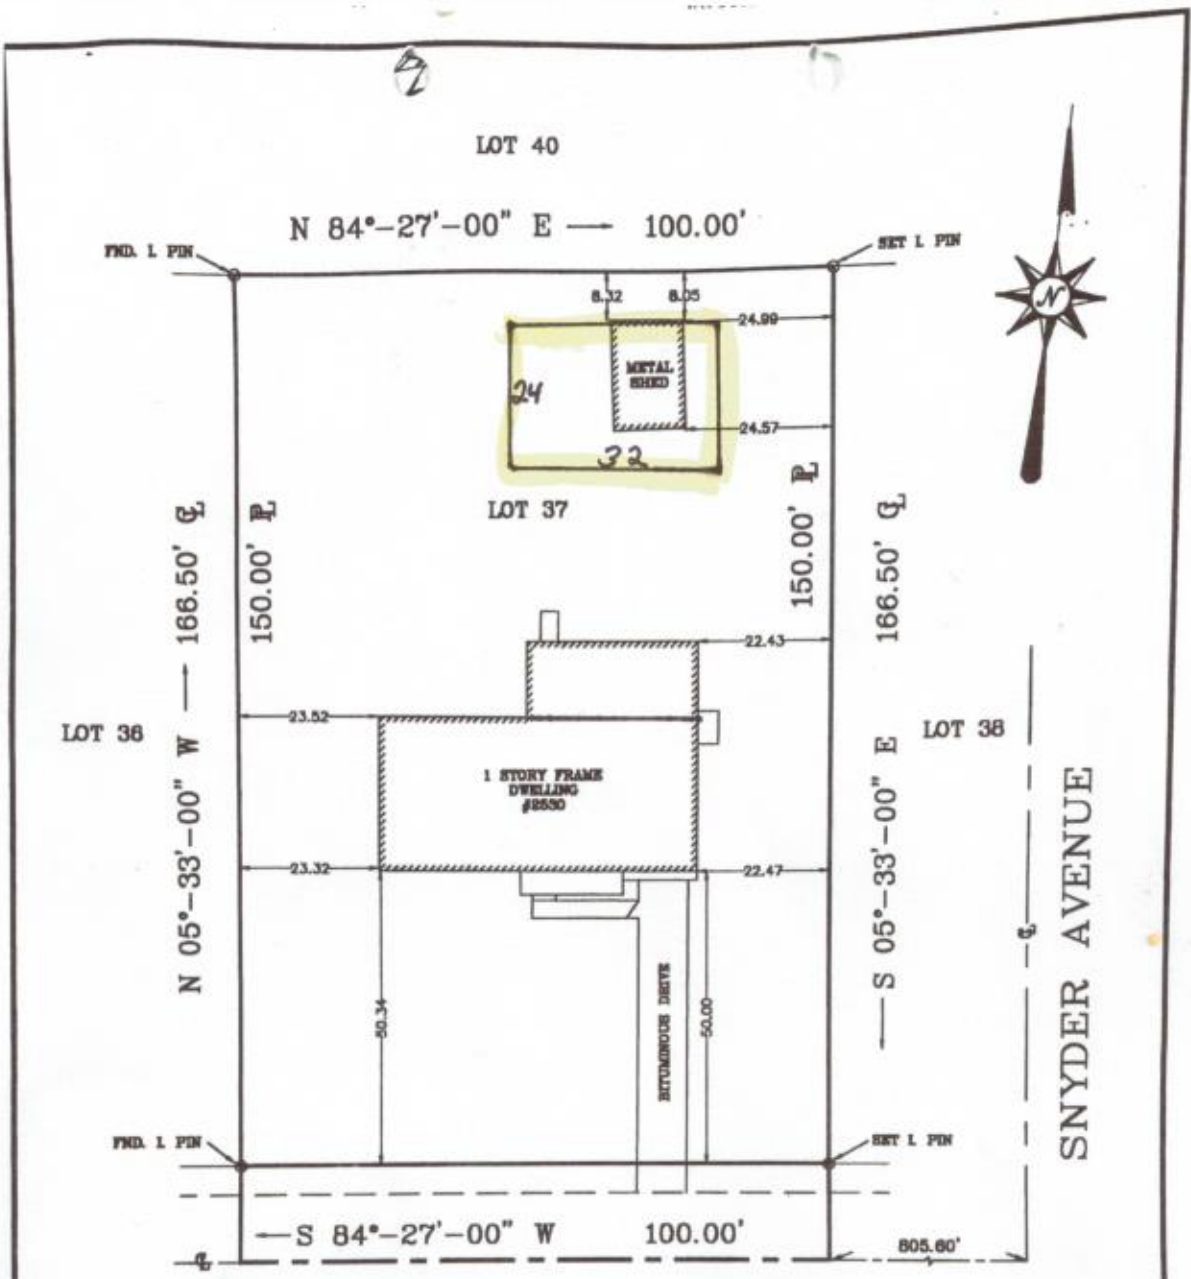 LOT 40
N 84°-27'-00" E → 100.00'
FND. I. PIN
SET I. PIN
8.32
8.05
24.99
METAL
SHED
24
24.57
32
LOT 37
166.50' ℄
150.00' PL
150.00' PL
166.50' ℄
22.43
23.52
LOT 36
LOT 38
N 05°-33'-00" W →
1 STORY FRAME
DWELLING
#2530
← S 05°-33'-00" E
SNYDER AVENUE
℄
23.32
22.47
50.34
BITUMINOUS DRIVE
50.00
FND. I. PIN
SET I. PIN
← S 84°-27'-00" W 100.00'
℄
805.60'
N